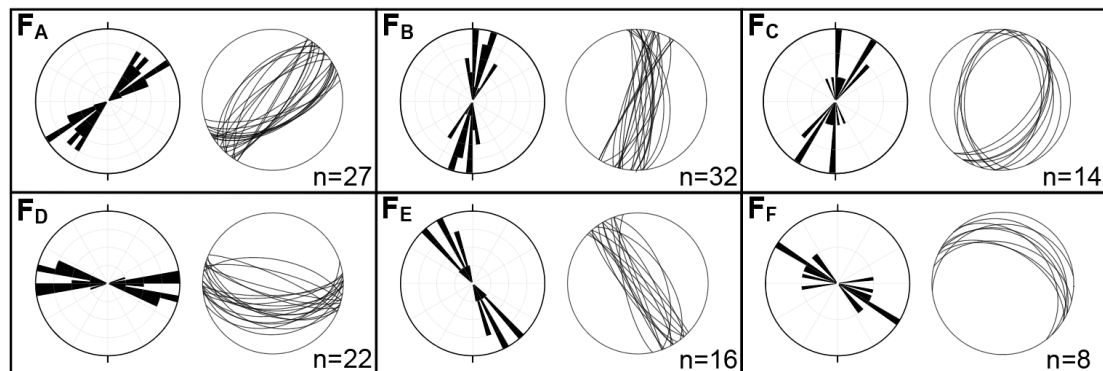 FA
n=27
FB
n=32
FC
n=14
FD
n=22
FE
n=16
FF
n=8